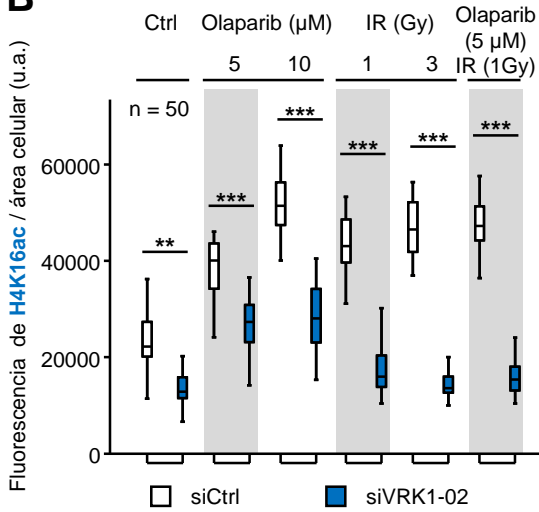 B
Ctrl
Olaparib (µM)
IR (Gy)
Olaparib
(5 µM)
IR (1Gy)
5
10
1
3
n = 50
**
***
***
***
***
***
60000
40000
20000
0
Fluorescencia de H4K16ac / área celular (u.a.)
siCtrl
siVRK1-02